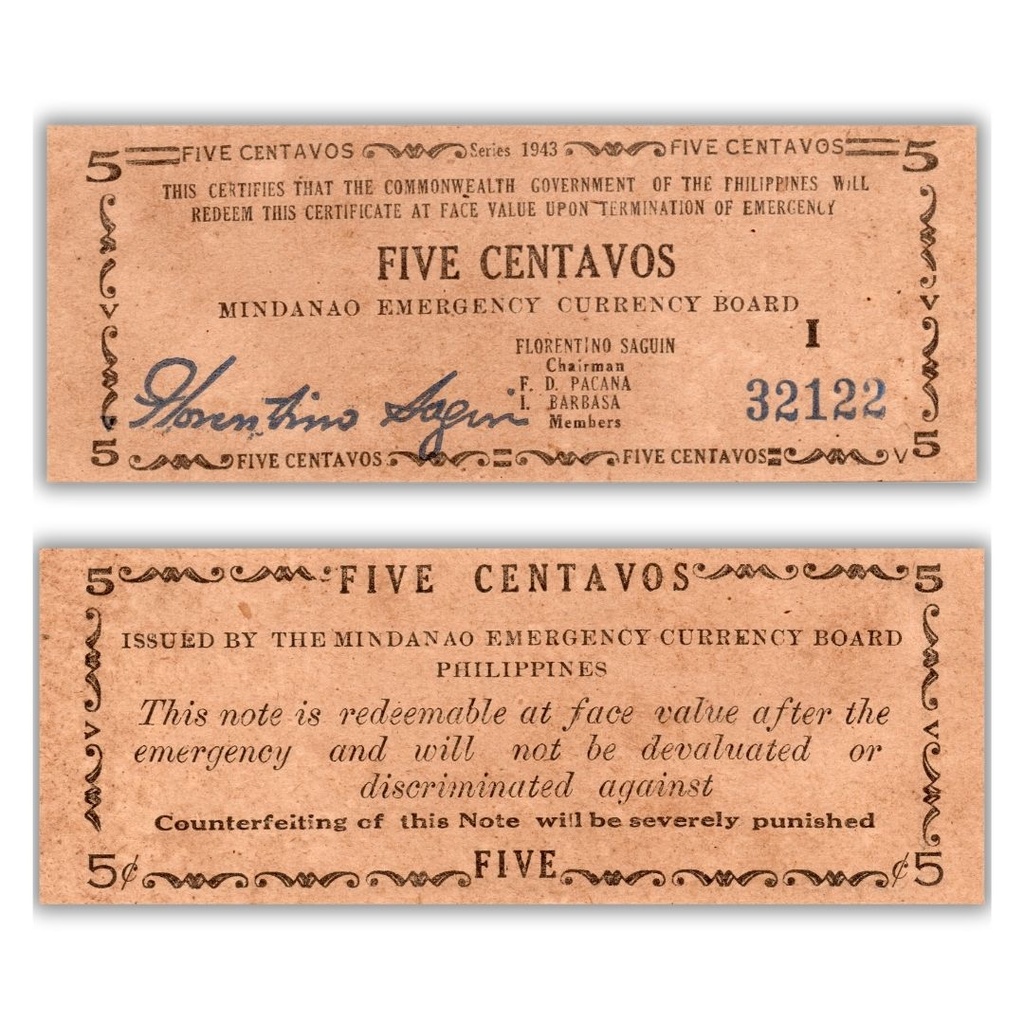 5 FIVE CENTAVOS Series 1943 FIVE CENTAVOS 5
THIS CERTIFIES THAT THE COMMONWEALTH GOVERNMENT OF THE PHILIPPINES WILL
REDEEM THIS CERTIFICATE AT FACE VALUE UPON TERMINATION OF EMERGENCY
FIVE CENTAVOS
V V
MINDANAO EMERGENCY CURRENCY BOARD
I
FLORENTINO SAGUIN
Chairman
F. D. PACANA
I. BARBASA
Members
32122
Florentino Saguin
5 FIVE CENTAVOS = FIVE CENTAVOS = V 5
5 FIVE CENTAVOS 5
ISSUED BY THE MINDANAO EMERGENCY CURRENCY BOARD
PHILIPPINES
This note is redeemable at face value after the
V V
emergency and will not be devaluated or
discriminated against
Counterfeiting of this Note will be severely punished
5¢ FIVE ¢5